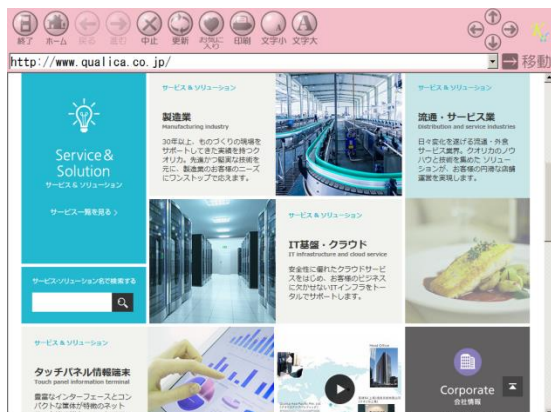 終了
ホーム
戻る
進む
中止
更新
お気に
入り
印刷
文字小
文字大
http://www.qualica.co.jp/
移動
Service &
Solution
サービス & ソリューション
サービス一覧を見る >
サービス・ソリューション名で検索する
サービス & ソリューション
製造業
Manufacturing industry
30年以上、ものづくりの現場を
サポートしてきた実績を持つク
オリカ。先進かつ堅実な技術を
元に、製造業のお客様のニーズ
にワンストップで応えます。
サービス & ソリューション
流通・サービス業
Distribution and service industries
日々変化を遂げる流通・外食
サービス業界。クオリカのノウ
ハウと技術を集めた ソリュー
ションが、お客様の円滑な店舗
運営を実現します。
サービス & ソリューション
IT基盤・クラウド
IT infrastructure and cloud service
安全性に優れたクラウドサービ
スをはじめ、お客様のビジネス
に欠かせないITインフラをトー
タルでサポートします。
サービス & ソリューション
タッチパネル情報端末
Touch panel information terminal
豊富なインターフェースとコン
パクトな筐体が特徴のネット
Head Office
Corporate
会社情報